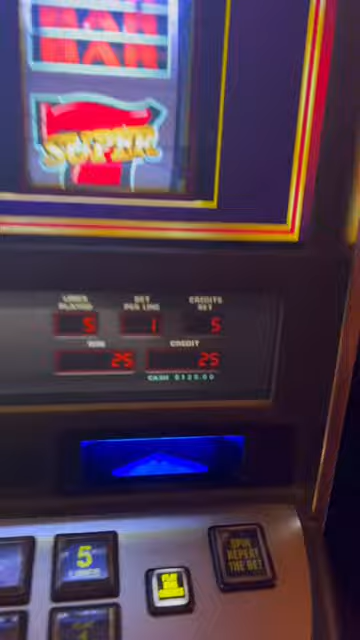 BAR
BAR
SUPER
LINES PLAYED
BET PER LINE
CREDITS BET
5
1
5
WIN
CREDIT
25
25
CASH $125.00
5
LINES
SPIN
REPEAT
THE BET